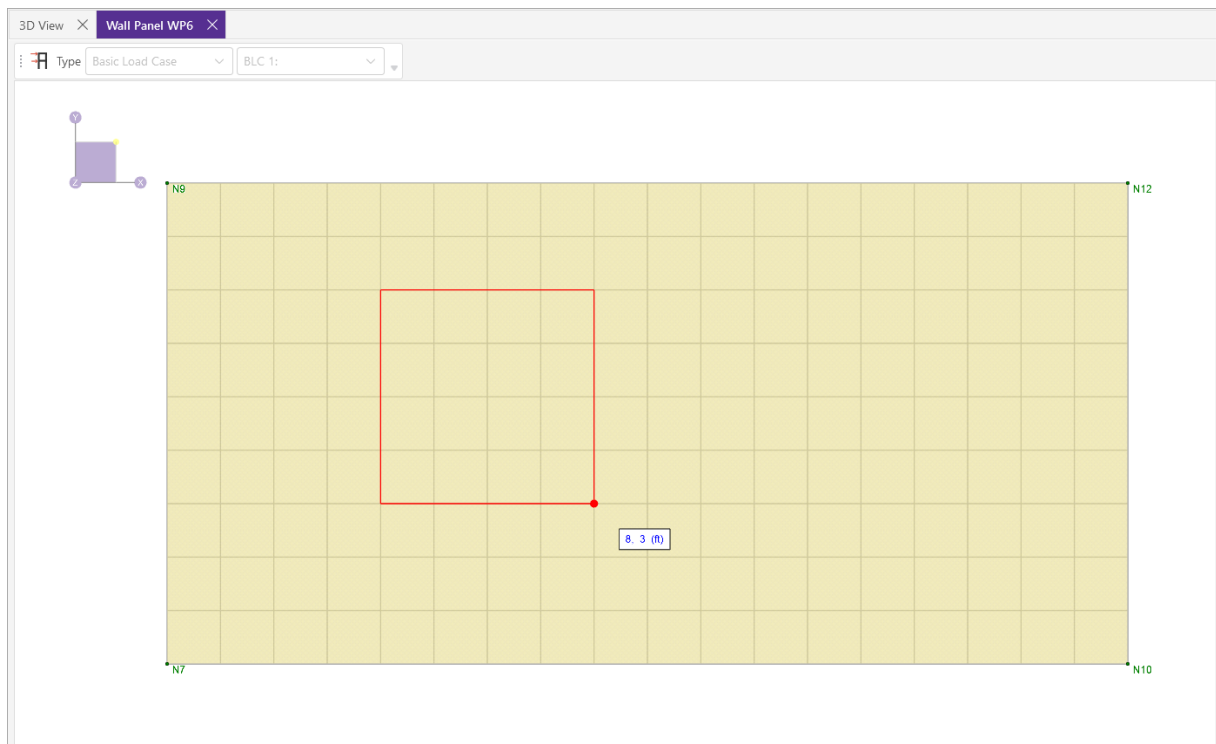 3D View Wall Panel WP6
Type Basic Load Case BLC 1:
Y
Z X
N9 N12
8, 3 (ft)
N7 N10